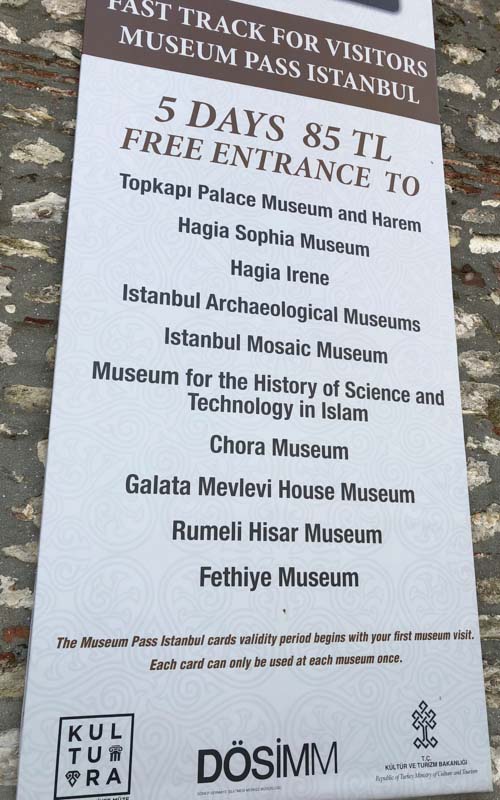 FAST TRACK FOR VISITORS
MUSEUM PASS ISTANBUL
5 DAYS 85 TL
FREE ENTRANCE TO
Topkapı Palace Museum and Harem
Hagia Sophia Museum
Hagia Irene
Istanbul Archaeological Museums
Istanbul Mosaic Museum
Museum for the History of Science and
Technology in Islam
Chora Museum
Galata Mevlevi House Museum
Rumeli Hisar Museum
Fethiye Museum
The Museum Pass Istanbul cards validity period begins with your first museum visit.
Each card can only be used at each museum once.
KUL
TU
RA
DÖSİMM
T.C.
KÜLTÜR VE TURİZM BAKANLIĞI
Republic of Turkey Ministry of Culture and Tourism